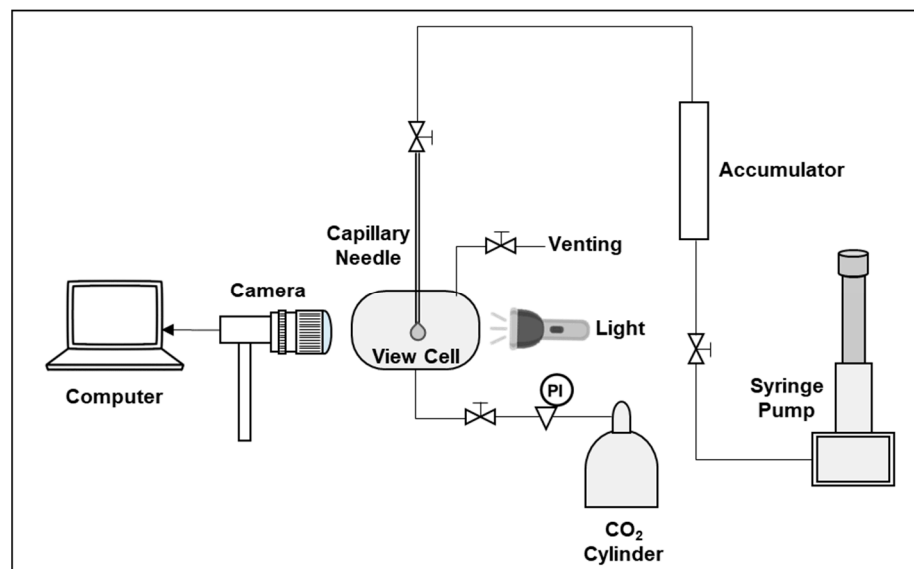 Accumulator
Capillary
Needle
Venting
Camera
Light
View Cell
Computer
PI
Syringe
Pump
CO₂
Cylinder